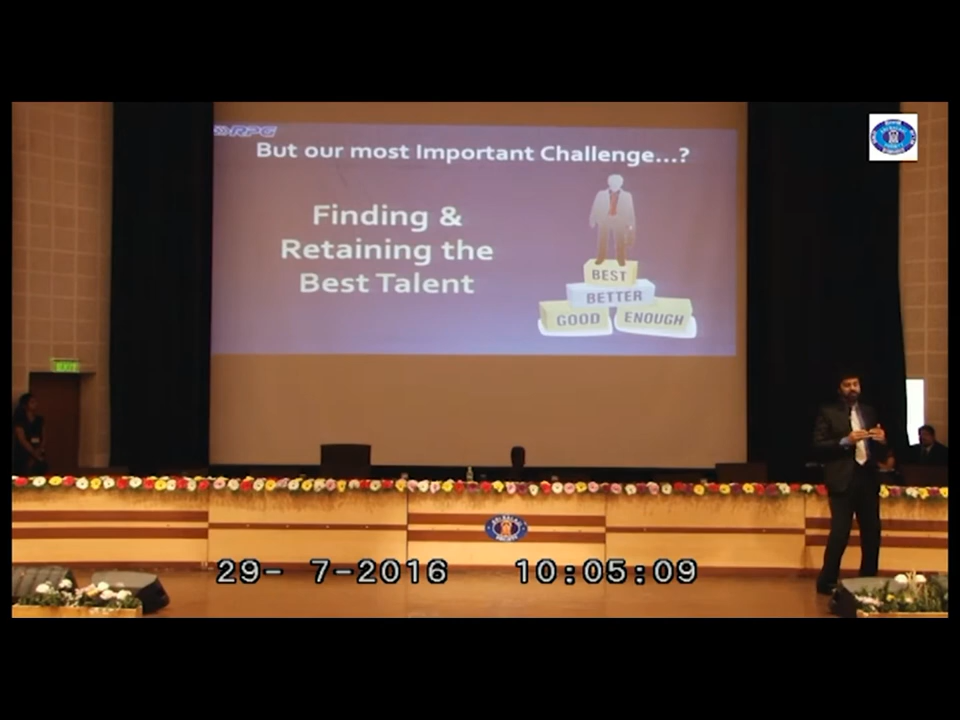 RPG
But our most Important Challenge...?
Finding &
Retaining the
Best Talent
BEST
BETTER
GOOD ENOUGH
EXIT
29- 7-2016 10:05:09